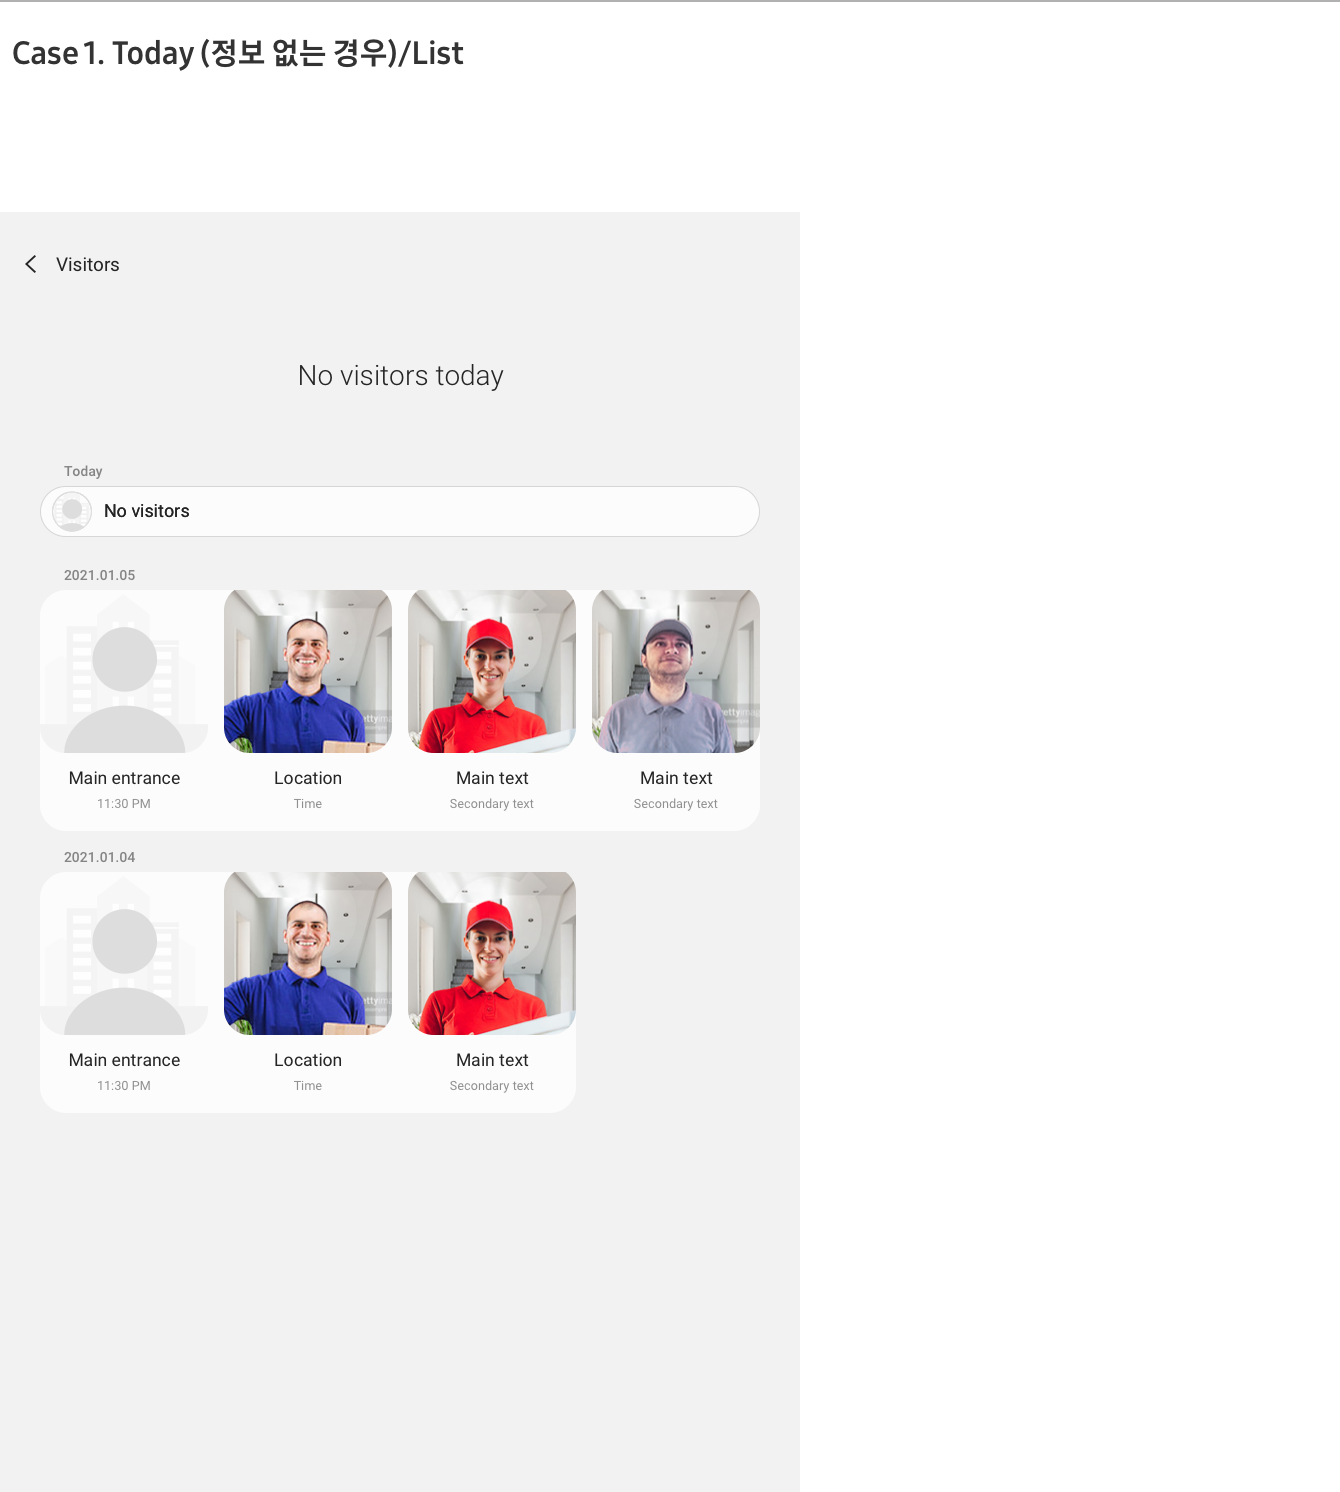 Case 1. Today (정보 없는 경우)/List
Visitors
No visitors today
Today
No visitors
2021.01.05
Main entrance
11:30 PM
Location
Time
Main text
Secondary text
Main text
Secondary text
2021.01.04
Main entrance
11:30 PM
Location
Time
Main text
Secondary text